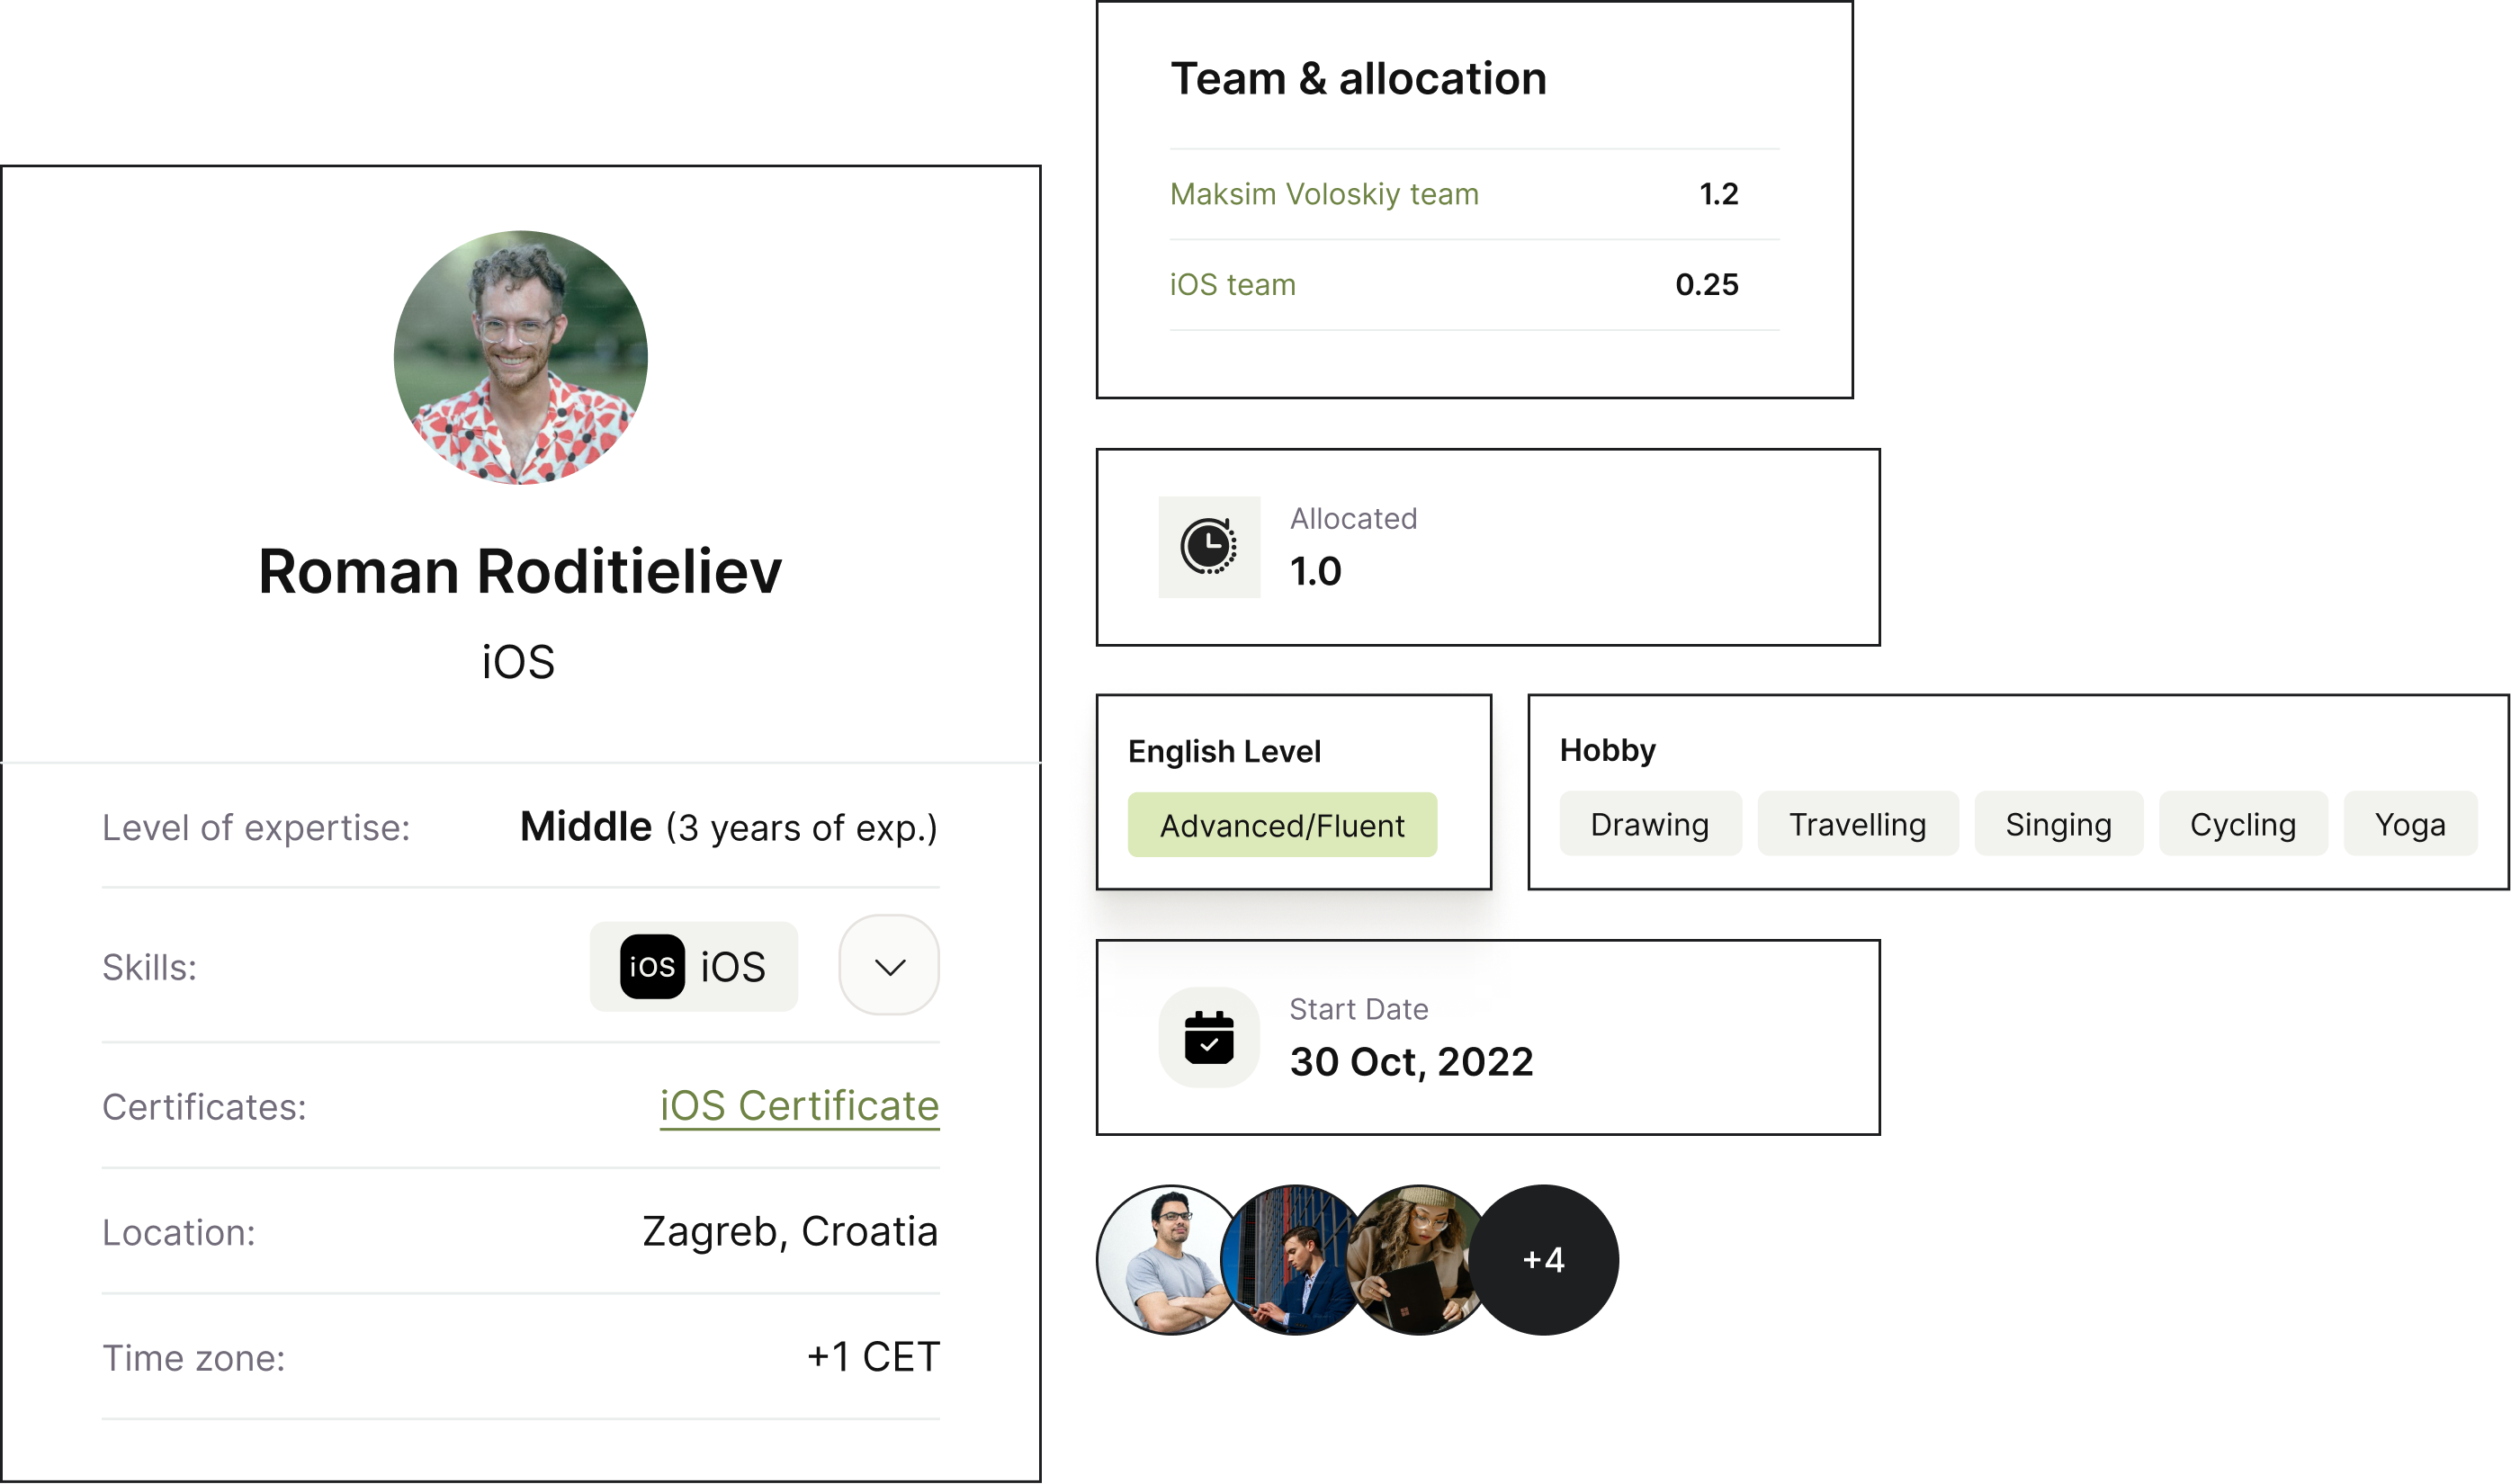 Roman Roditieliev
iOS
Level of expertise: Middle (3 years of exp.)
Skills: iOS iOS
Certificates: iOS Certificate
Location: Zagreb, Croatia
Time zone: +1 CET
Team & allocation
Maksim Voloskiy team 1.2
iOS team 0.25
Allocated
1.0
English Level
Advanced/Fluent
Hobby
Drawing Travelling Singing Cycling Yoga
Start Date
30 Oct, 2022
+4